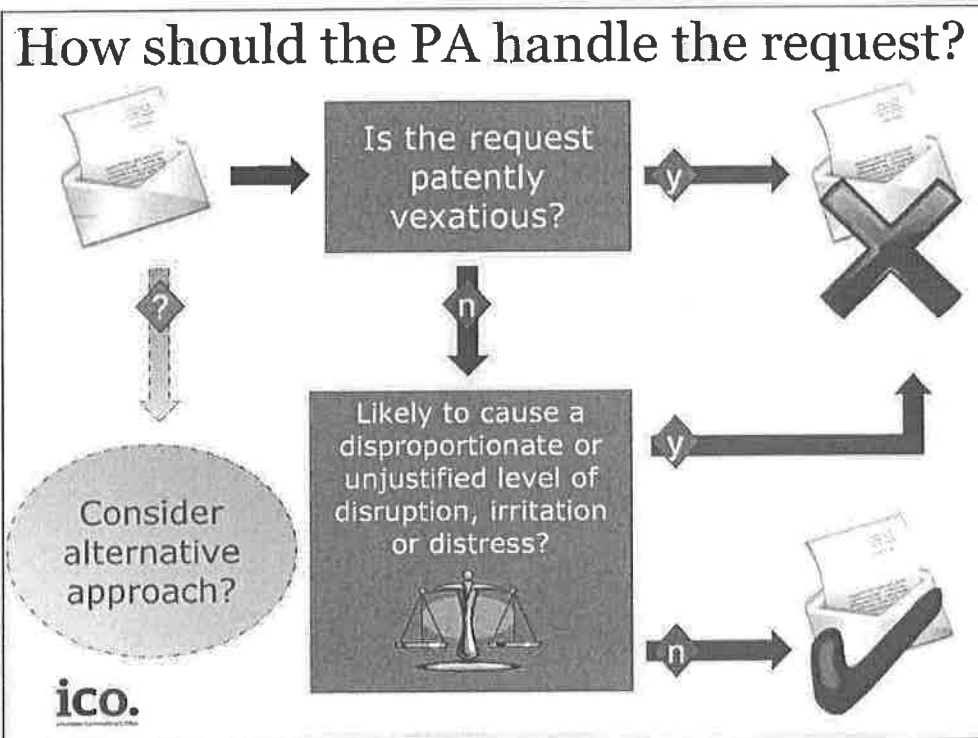 How should the PA handle the request?
Is the request
patently
vexatious?
y
?
n
Likely to cause a
disproportionate or
unjustified level of
disruption, irritation
or distress?
y
Consider
alternative
approach?
n
ico.